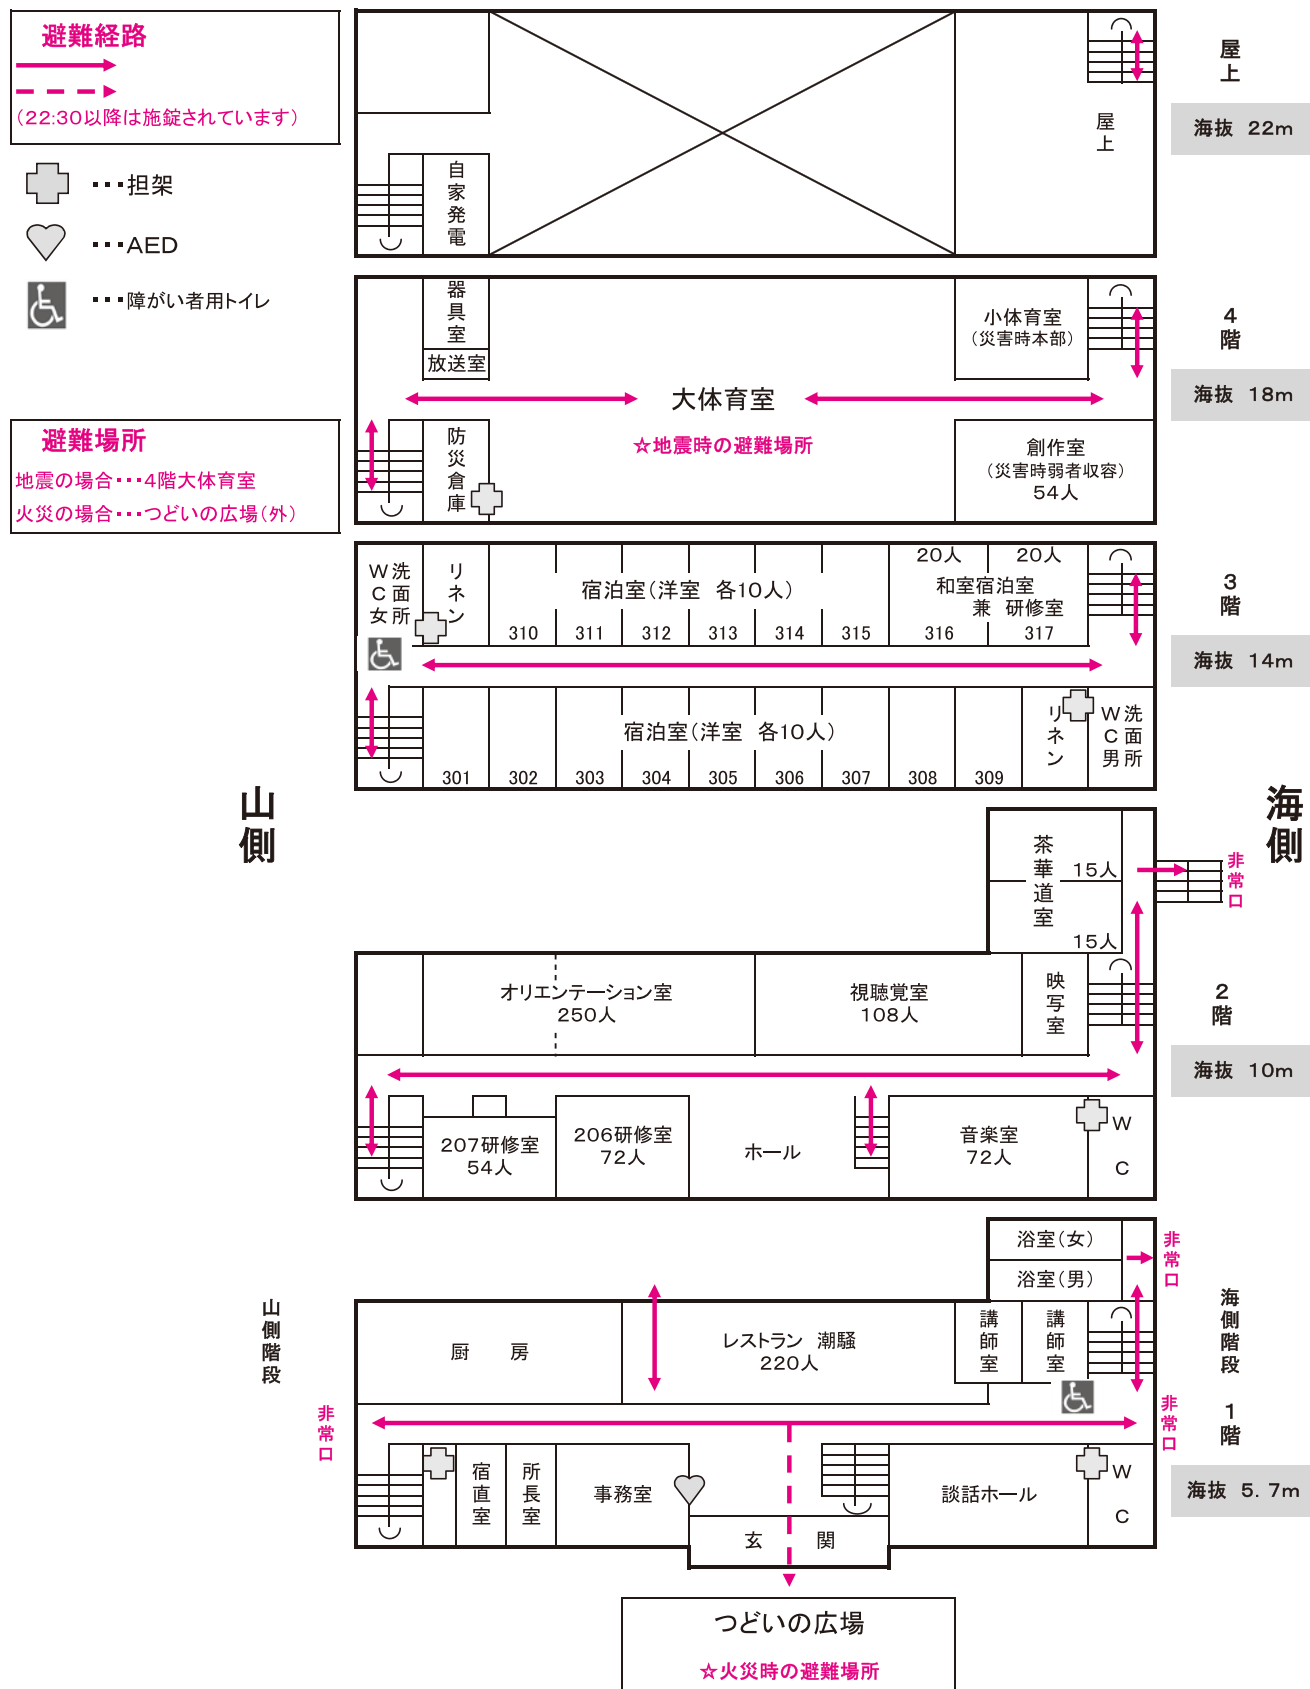 避難経路
(22:30以降は施錠されています)
･･･担架
･･･AED
･･･障がい者用トイレ
避難場所
地震の場合･･･4階大体育室
火災の場合･･･つどいの広場(外)
屋上
海抜 22m
屋上
自家発電
4階
海抜 18m
器具室
放送室
小体育室
(災害時本部)
大体育室
☆地震時の避難場所
防災倉庫
創作室
(災害時弱者収容)
54人
3階
海抜 14m
洗面所
WC女
リネン
宿泊室(洋室 各10人)
20人 20人
和室宿泊室
兼 研修室
310 311 312 313 314 315 316 317
宿泊室(洋室 各10人)
301 302 303 304 305 306 307 308 309
リネン
洗面所
WC男
山側
海側
茶華道室
15人
15人
非常口
2階
海抜 10m
オリエンテーション室
250人
視聴覚室
108人
映写室
207研修室
54人
206研修室
72人
ホール
音楽室
72人
WC
浴室(女)
浴室(男)
非常口
山側階段
海側階段
1階
海抜 5.7m
厨 房
レストラン 潮騒
220人
講師室
講師室
非常口
非常口
宿直室
所長室
事務室
玄 関
談話ホール
WC
つどいの広場
☆火災時の避難場所